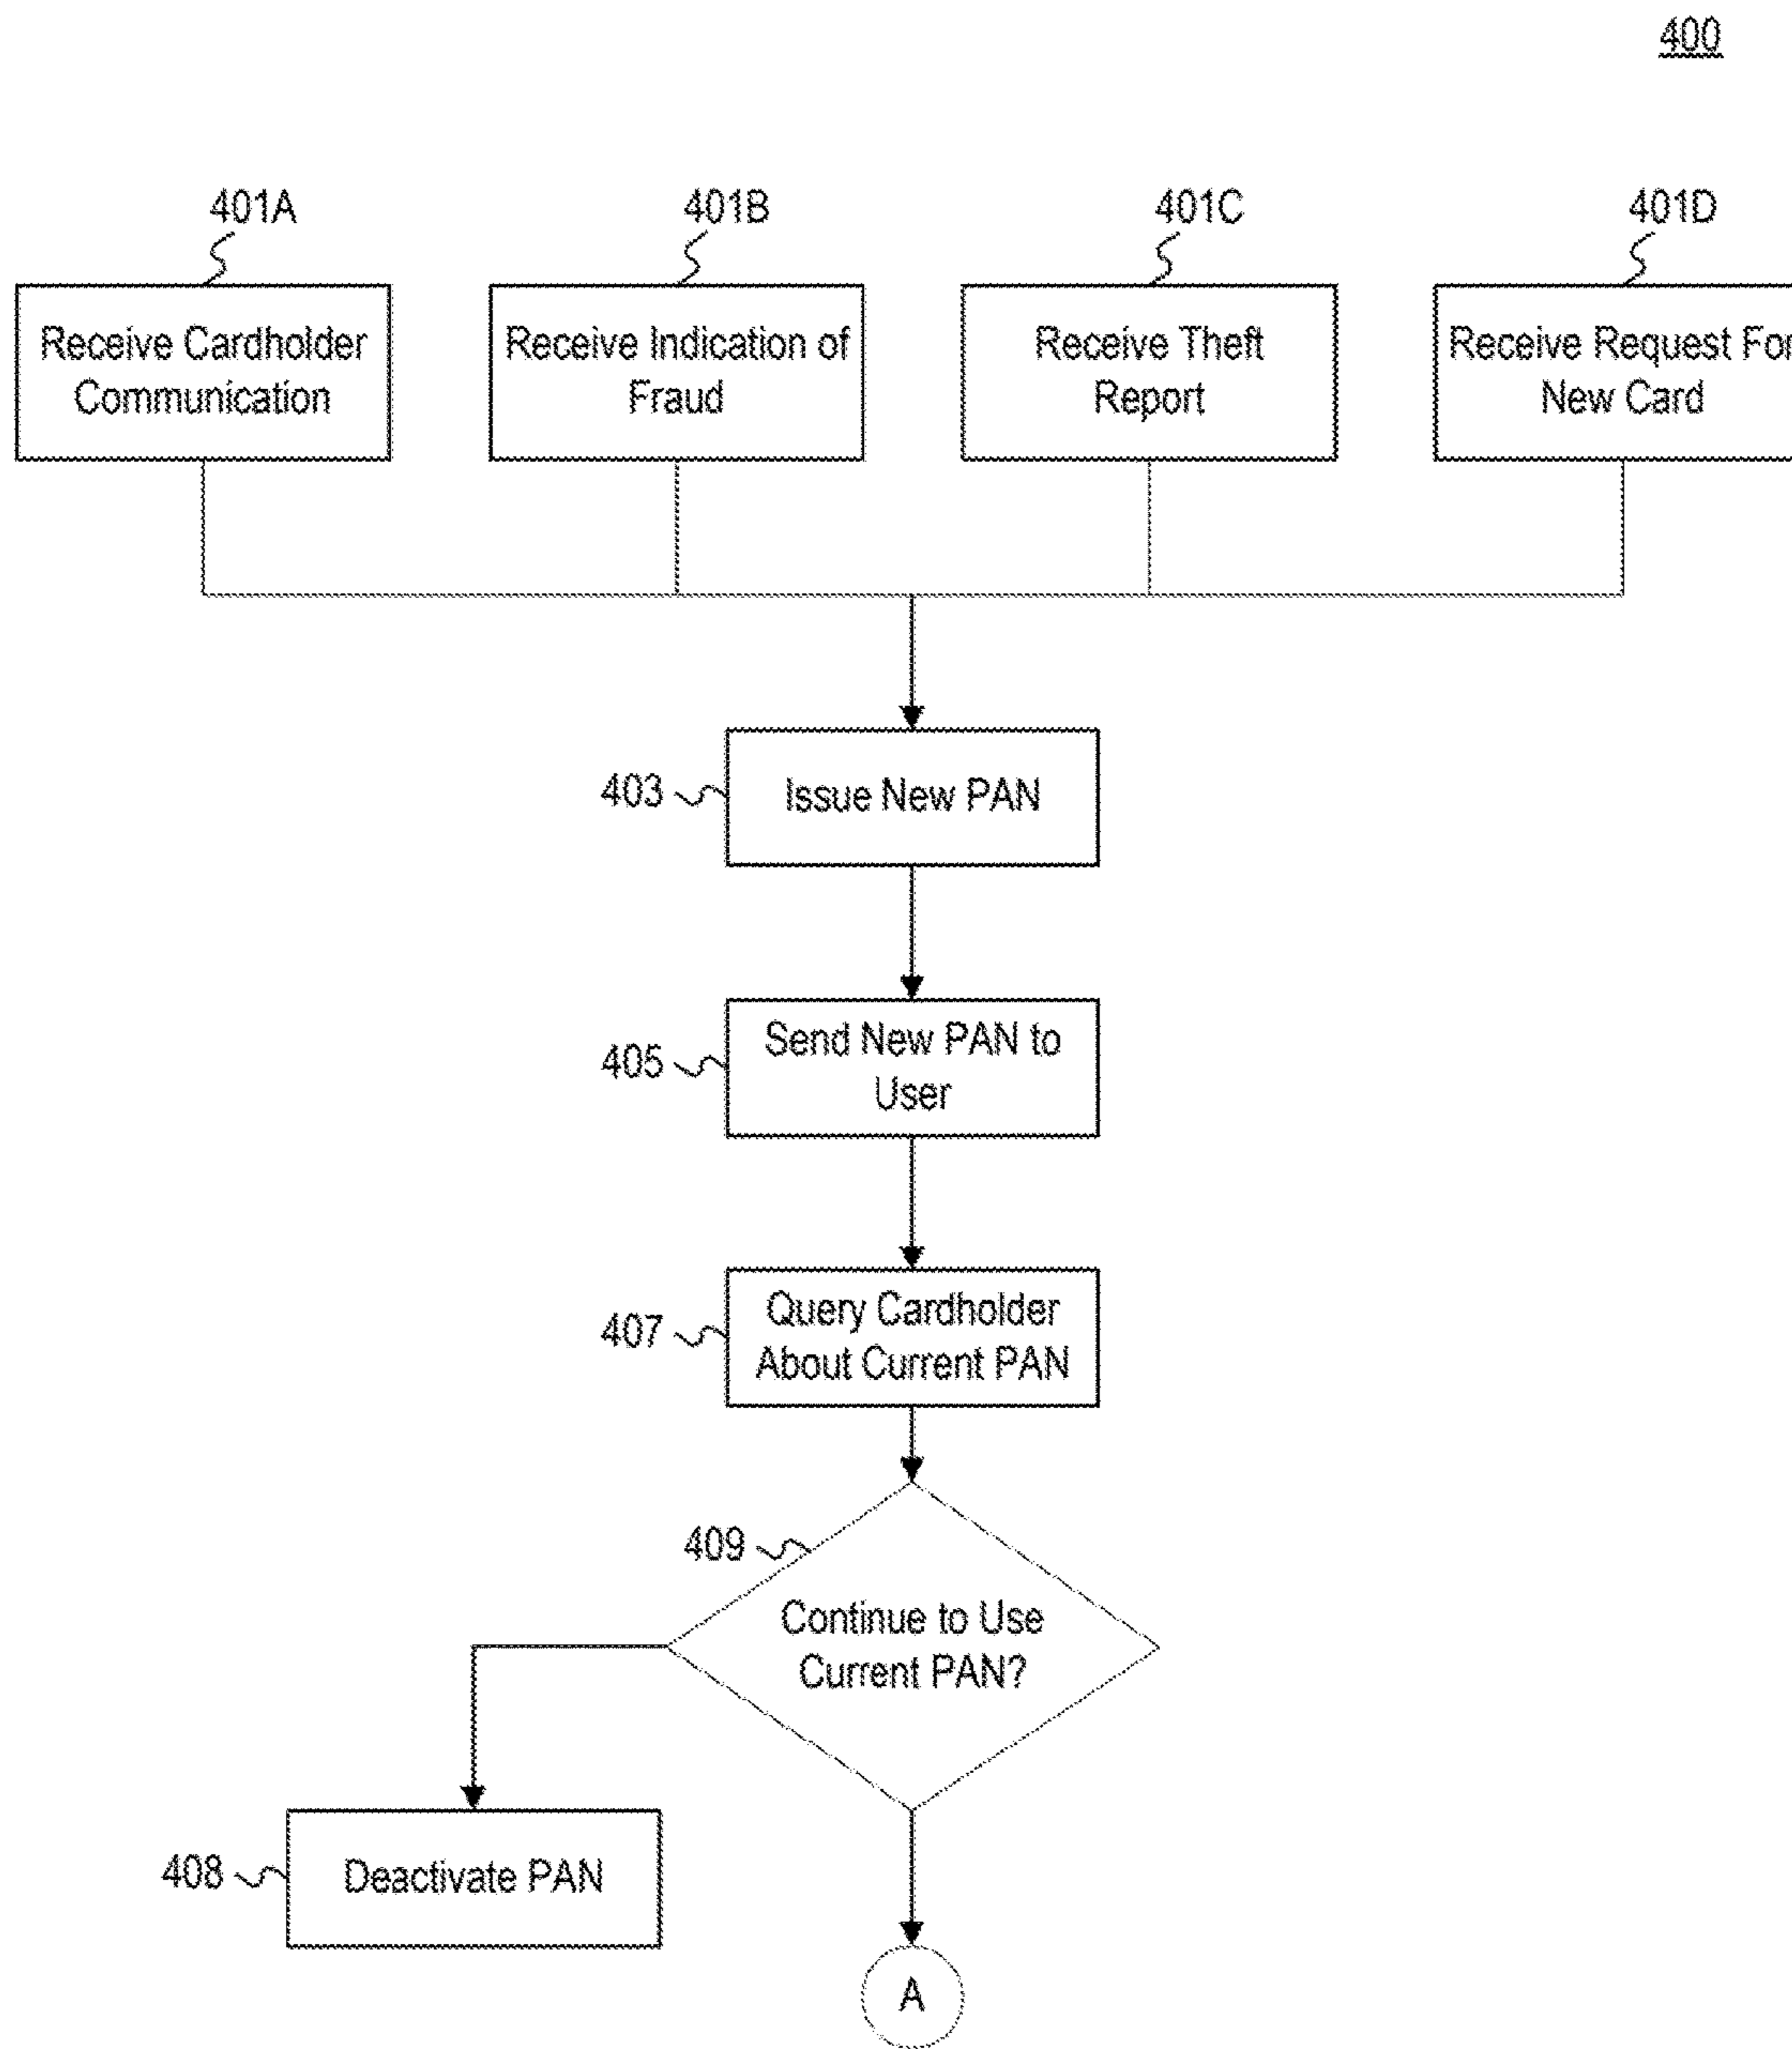 400
401A
401B
401C
401D
Receive Cardholder
Communication
Receive Indication of
Fraud
Receive Theft
Report
Receive Request For
New Card
403
Issue New PAN
405
Send New PAN to
User
407
Query Cardholder
About Current PAN
409
Continue to Use
Current PAN?
408
Deactivate PAN
A